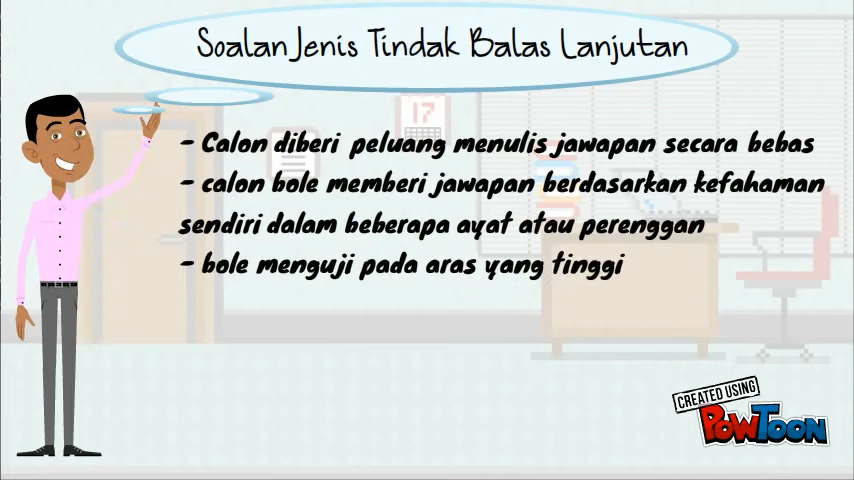 Soalan Jenis Tindak Balas Lanjutan
17
- Calon diberi peluang menulis jawapan secara bebas
- calon bole memberi jawapan berdasarkan kefahaman
sendiri dalam beberapa ayat atau perenggan
- bole menguji pada aras yang tinggi
CREATED USING
POWTOON